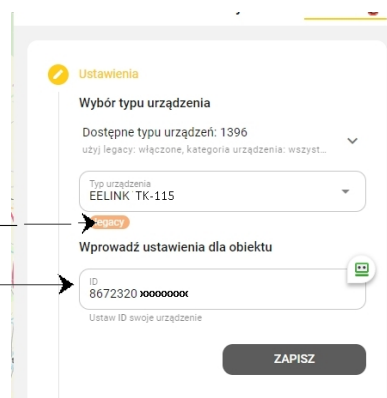 Ustawienia
Wybór typu urządzenia
Dostępne typu urządzeń: 1396
użyj legacy: włączone, kategoria urządzenia: wszyst...
Typ urządzenia
EELINK TK-115
legacy
Wprowadź ustawienia dla obiektu
ID
8672320 xxxxxxxx
Ustaw ID swoje urządzenie
ZAPISZ